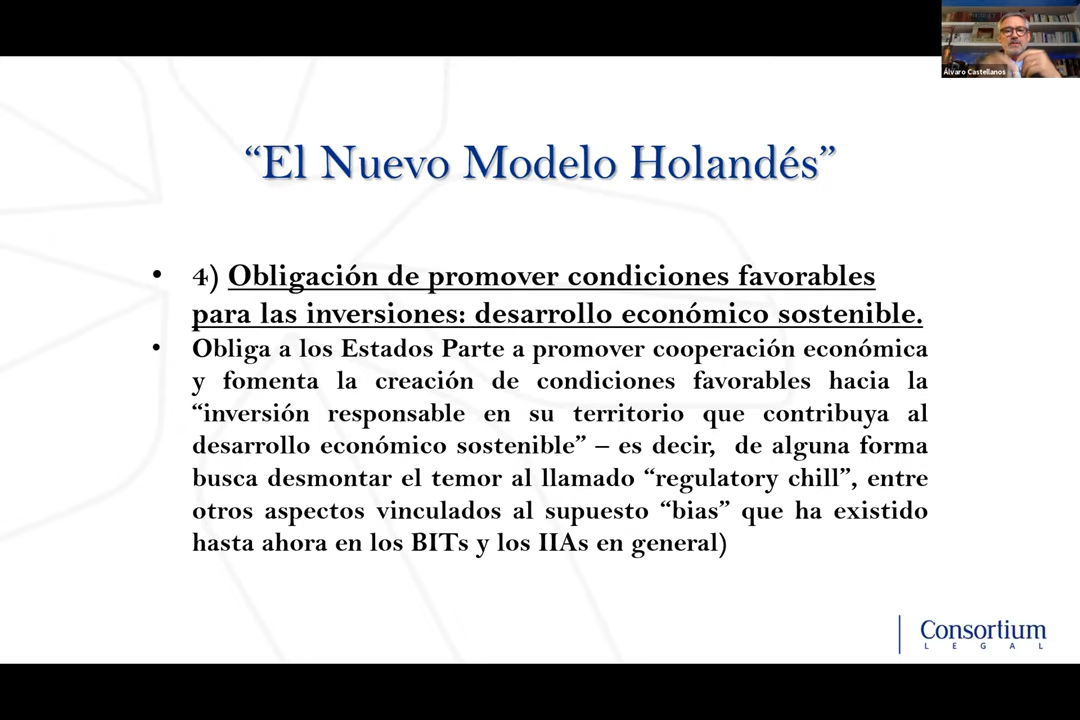 Álvaro Castellanos
“El Nuevo Modelo Holandés”
• 4) Obligación de promover condiciones favorables
para las inversiones: desarrollo económico sostenible.
• Obliga a los Estados Parte a promover cooperación económica
y fomenta la creación de condiciones favorables hacia la
“inversión responsable en su territorio que contribuya al
desarrollo económico sostenible” – es decir, de alguna forma
busca desmontar el temor al llamado “regulatory chill”, entre
otros aspectos vinculados al supuesto “bias” que ha existido
hasta ahora en los BITs y los IIAs en general)
Consortium
LEGAL